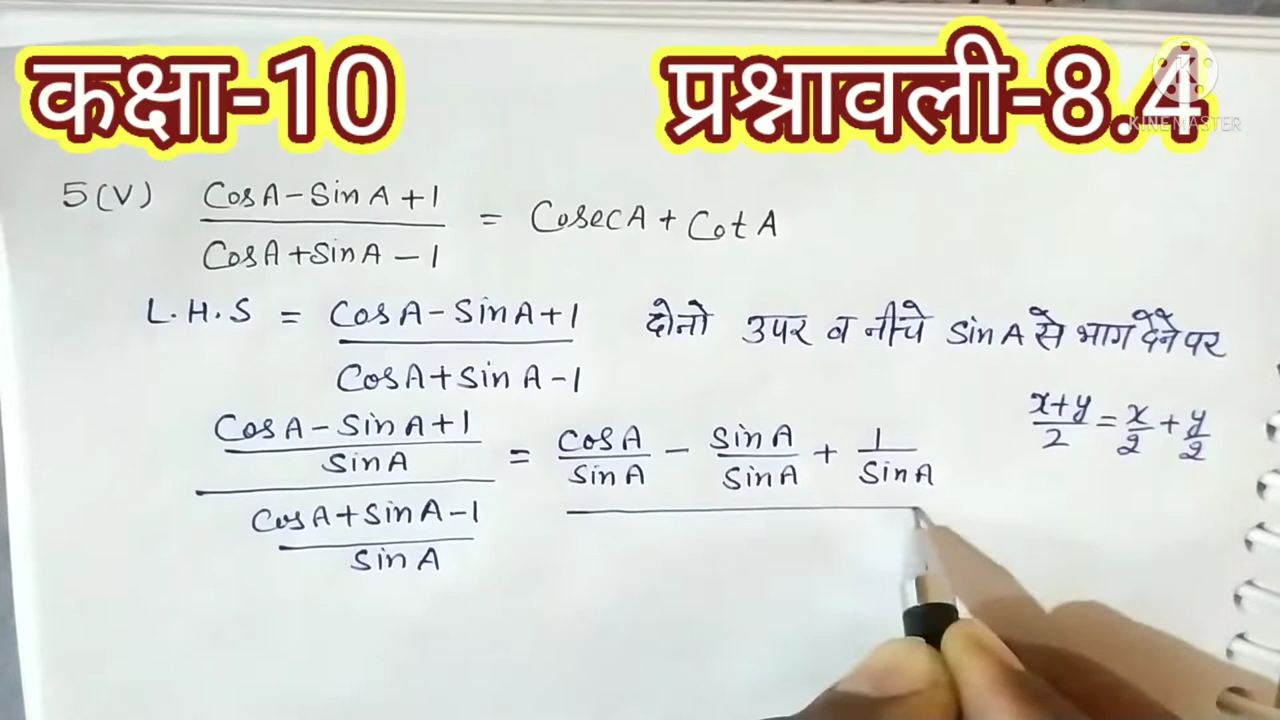 कक्षा-10 प्रश्नावली-8.4
KINEMASTER
5(V) CosA-SinA+1 / CosA+SinA-1 = CosecA+CotA
L.H.S = CosA-SinA+1 / CosA+SinA-1 दोनो उपर व नीचे SinA से भाग देने पर
x+y/2 = x/2 + y/2
CosA-SinA+1 / SinA = CosA/SinA - SinA/SinA + 1/SinA
CosA+SinA-1 / SinA